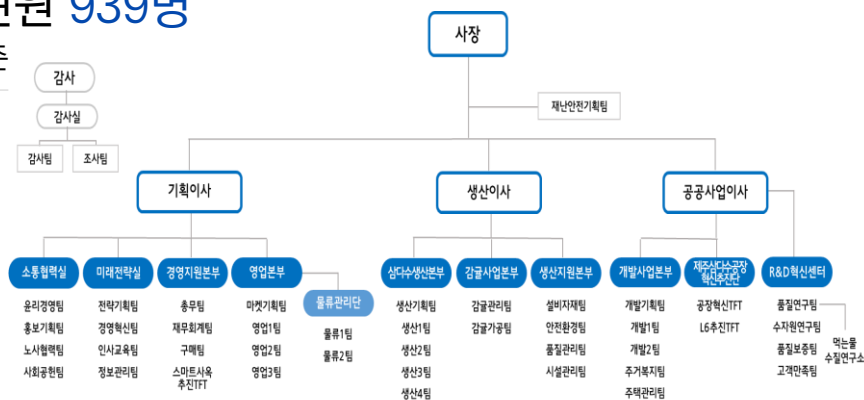 939명
사장
감사
감사실
감사팀
조사팀
재난안전기획팀
기획이사
생산이사
공공사업이사
소통협력실
미래전략실
경영지원본부
영업본부
물류관리단
삼다수생산본부
감귤사업본부
생산지원본부
개발사업본부
제주삼다수공장
혁신추진단
R&D혁신센터
윤리경영팀
홍보기획팀
노사협력팀
사회공헌팀
전략기획팀
경영혁신팀
인사교육팀
정보관리팀
총무팀
재무회계팀
구매팀
스마트사옥
추진TFT
마켓기획팀
영업1팀
영업2팀
영업3팀
물류1팀
물류2팀
생산기획팀
생산1팀
생산2팀
생산3팀
생산4팀
감귤관리팀
감귤가공팀
설비자재팀
안전환경팀
품질관리팀
시설관리팀
개발기획팀
개발1팀
개발2팀
주거복지팀
주택관리팀
공장혁신TFT
L6추진TFT
품질연구팀
수자원연구팀
품질보증팀
고객만족팀
먹는물
수질연구소